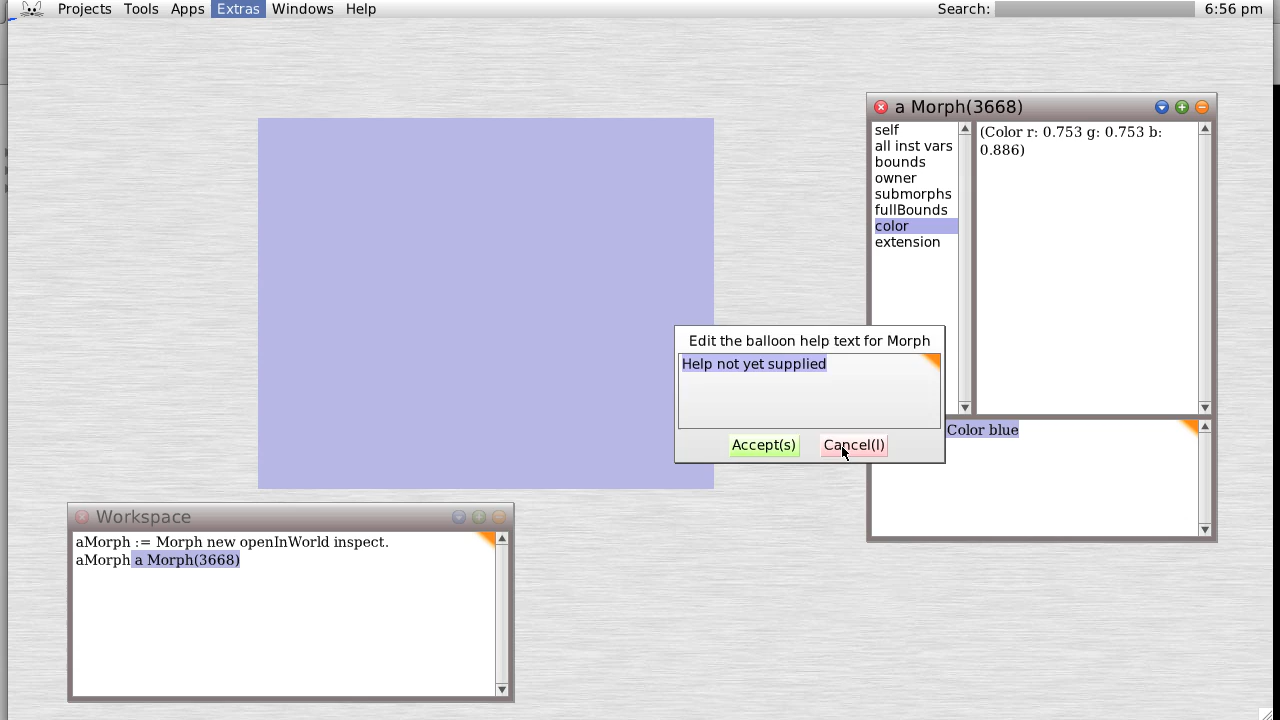 Projects Tools Apps Extras Windows Help Search: 6:56 pm
a Morph(3668)
self
all inst vars
bounds
owner
submorphs
fullBounds
color
extension
(Color r: 0.753 g: 0.753 b:
0.886)
Edit the balloon help text for Morph
Help not yet supplied
Accept(s) Cancel(l)
Color blue
Workspace
aMorph := Morph new openInWorld inspect.
aMorph a Morph(3668)